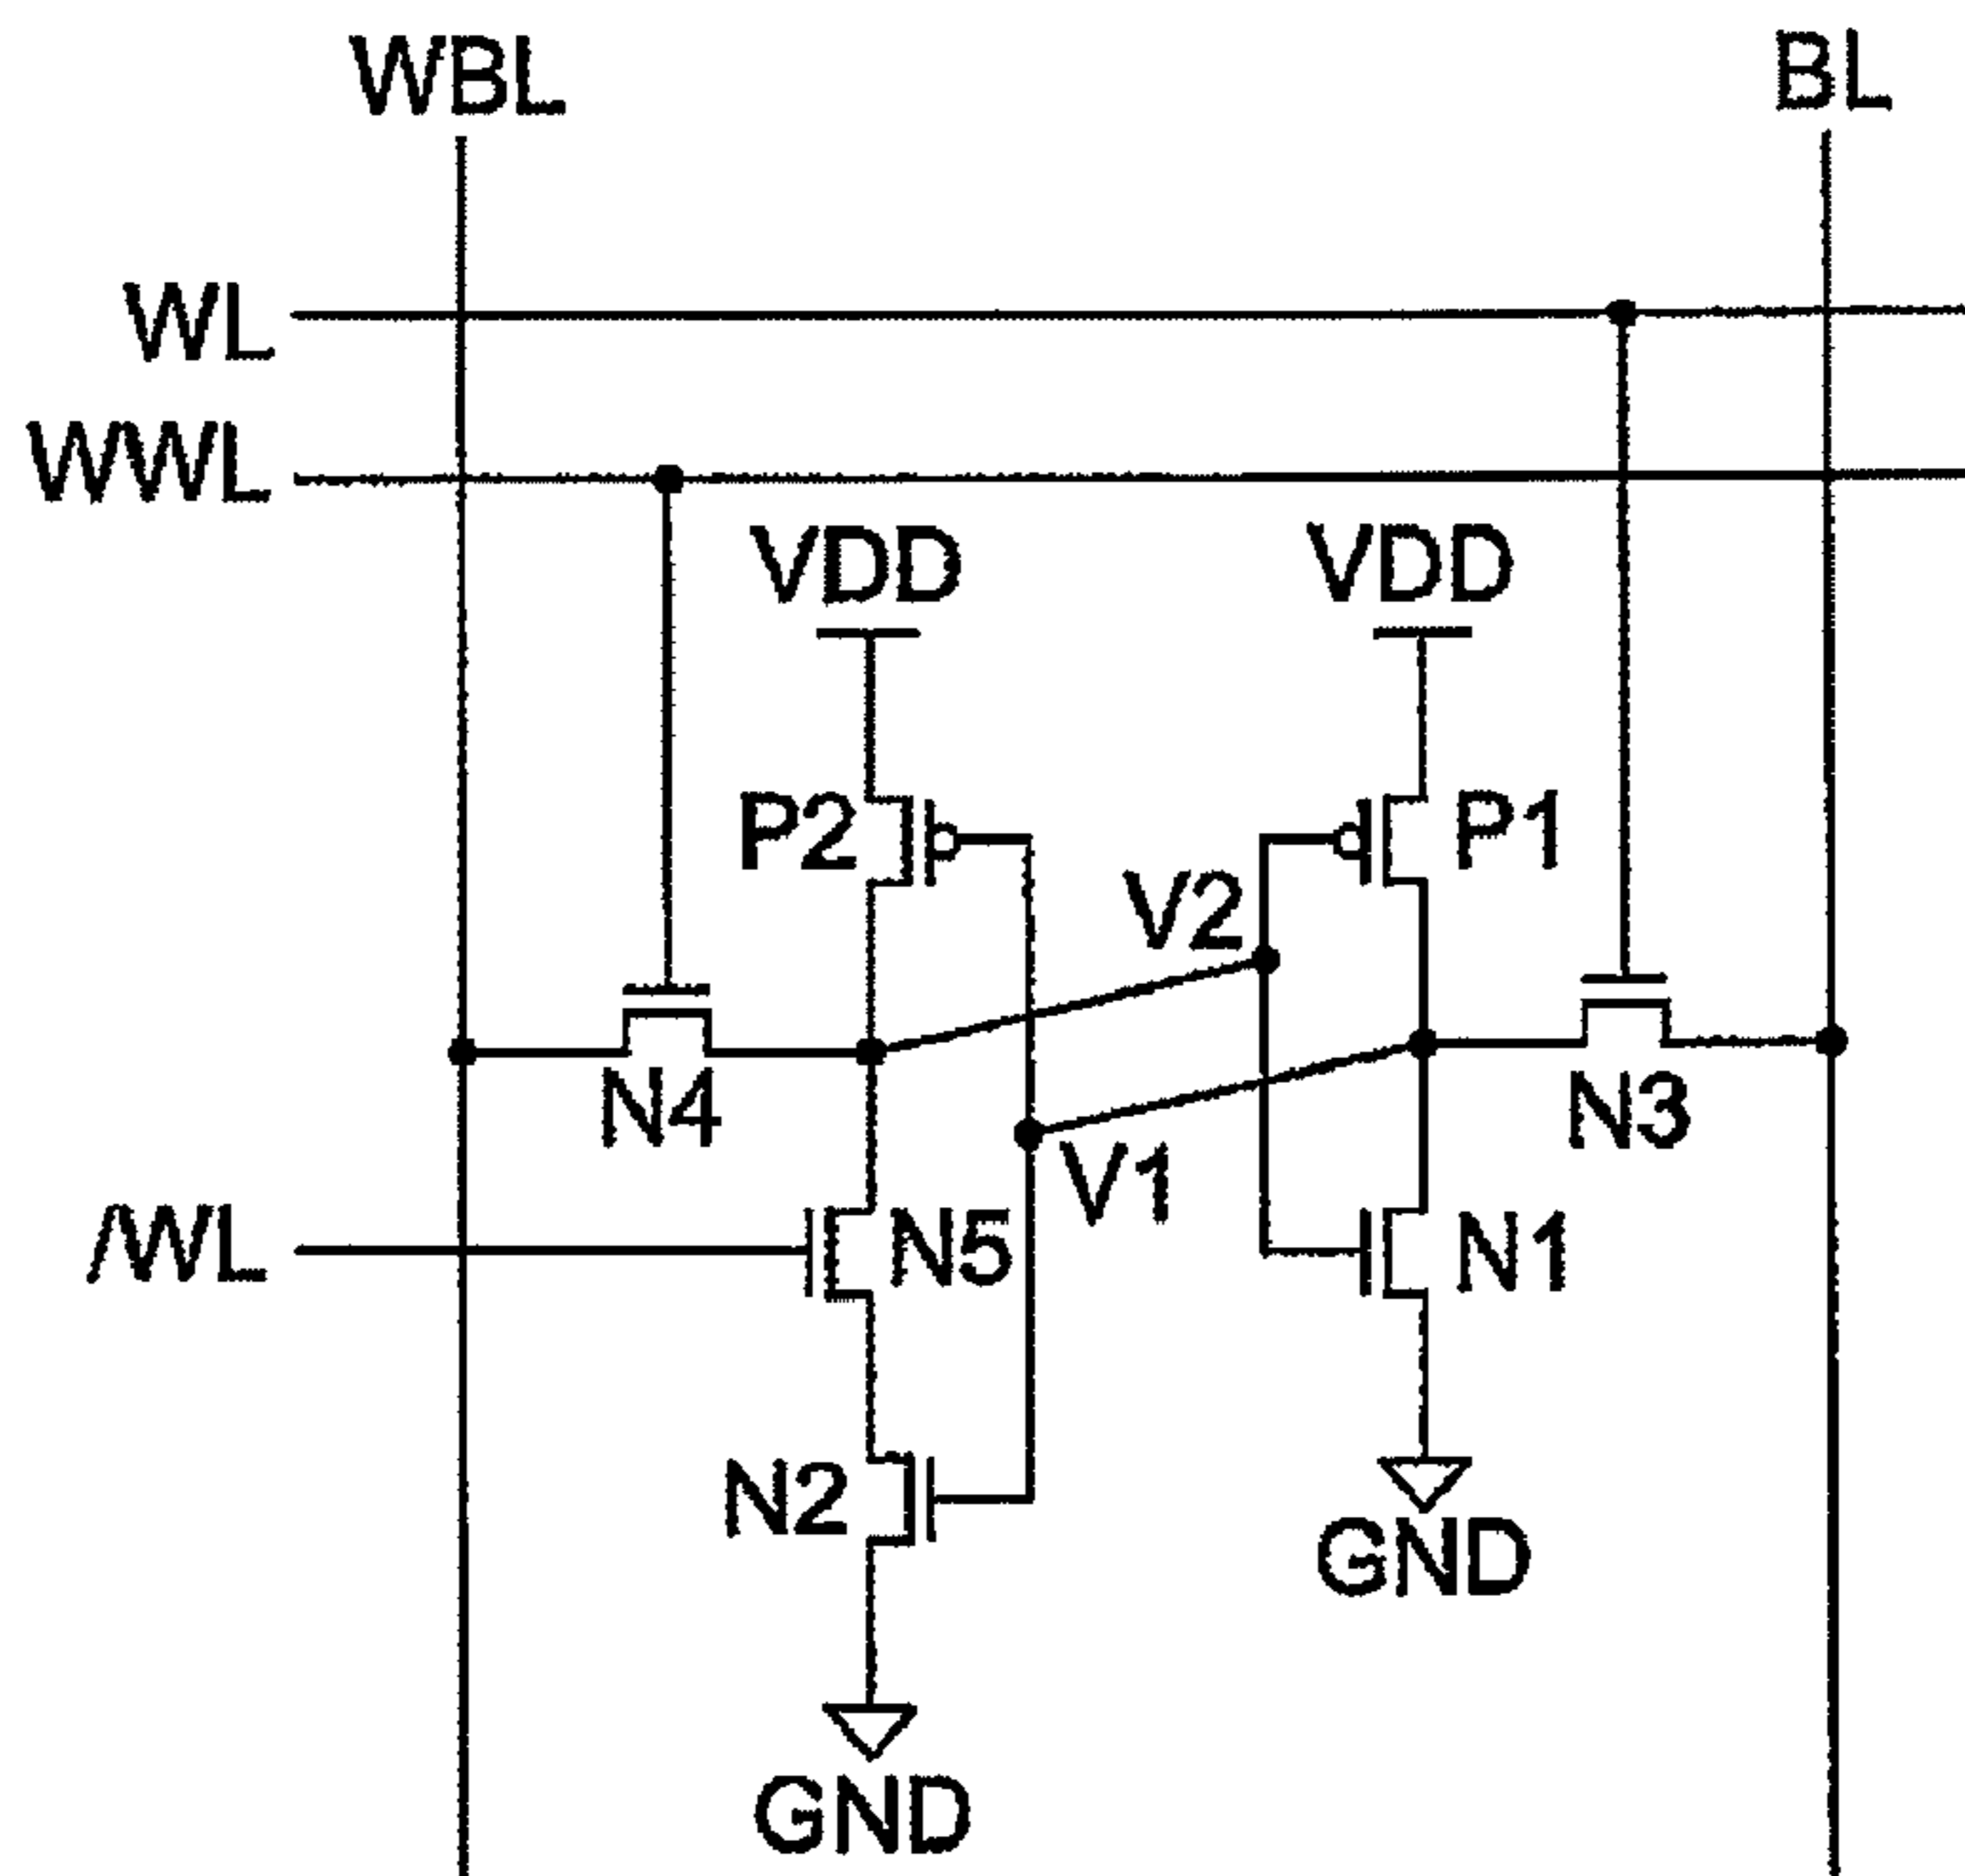 WBL BL
WL
WWL
VDD VDD
P2 P1
V2
N4 N3
V1
/WL N5 N1
N2
GND
GND